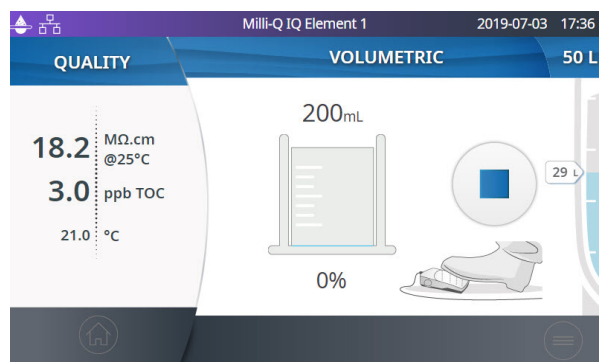 Milli-Q IQ Element 1 2019-07-03 17:36
QUALITY VOLUMETRIC 50 L
200mL
18.2 MΩ.cm
@25°C
3.0 ppb TOC
21.0 °C
29 L
0%